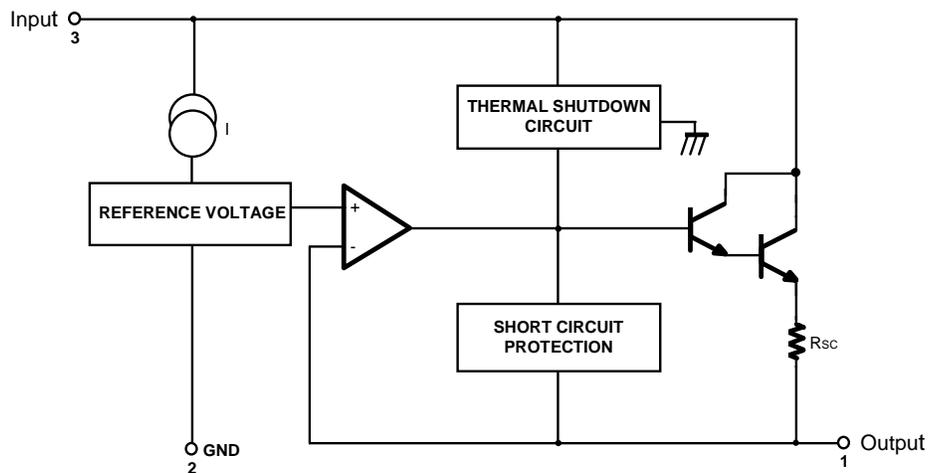 Input
3
THERMAL SHUTDOWN
CIRCUIT
I
REFERENCE VOLTAGE
+
-
SHORT CIRCUIT
PROTECTION
RSC
GND
2
Output
1